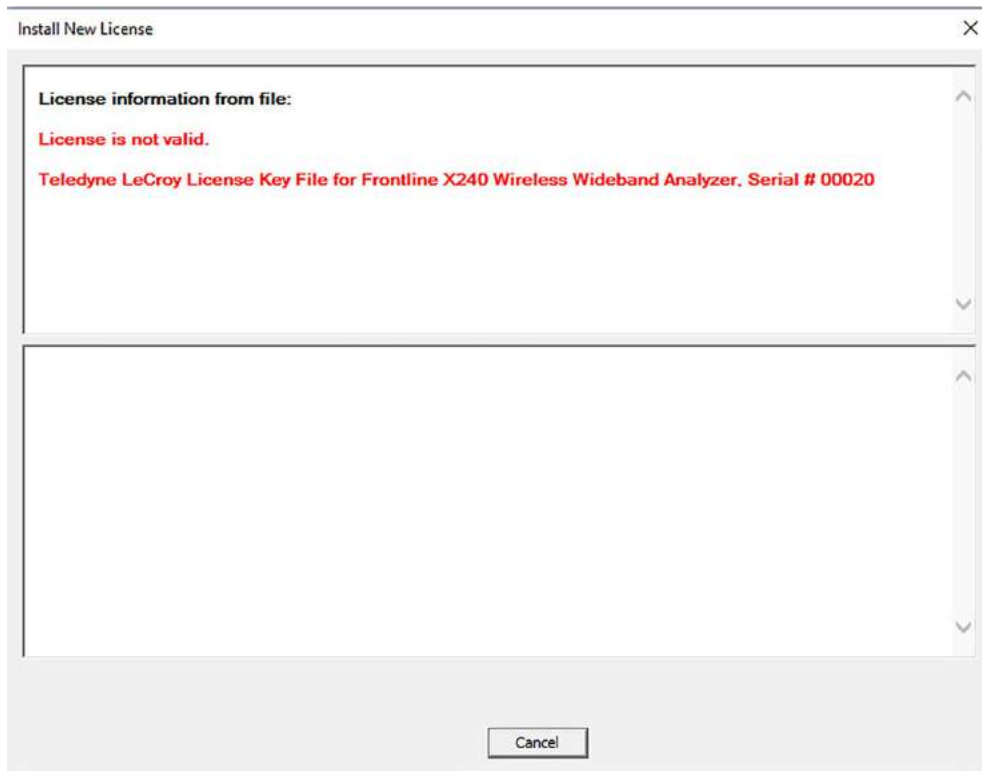 Install New License
License information from file:
License is not valid.
Teledyne LeCroy License Key File for Frontline X240 Wireless Wideband Analyzer, Serial # 00020
Cancel